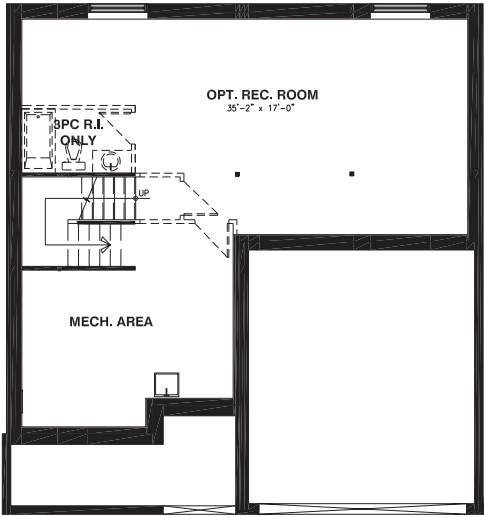 OPT. REC. ROOM
35'-2" x 17'-0"
3PC R.I.
ONLY
UP
MECH. AREA